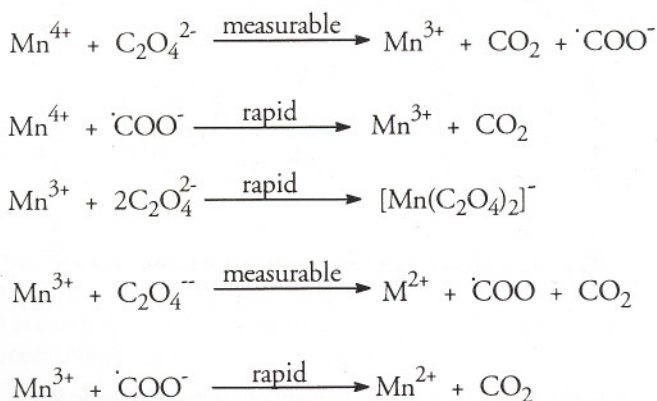 Mn⁴⁺ + C₂O₄²⁻ measurable → Mn³⁺ + CO₂ + ·COO⁻
Mn⁴⁺ + ·COO⁻ rapid → Mn³⁺ + CO₂
Mn³⁺ + 2C₂O₄²⁻ rapid → [Mn(C₂O₄)₂]⁻
Mn³⁺ + C₂O₄⁻⁻ measurable → M²⁺ + ·COO + CO₂
Mn³⁺ + ·COO⁻ rapid → Mn²⁺ + CO₂